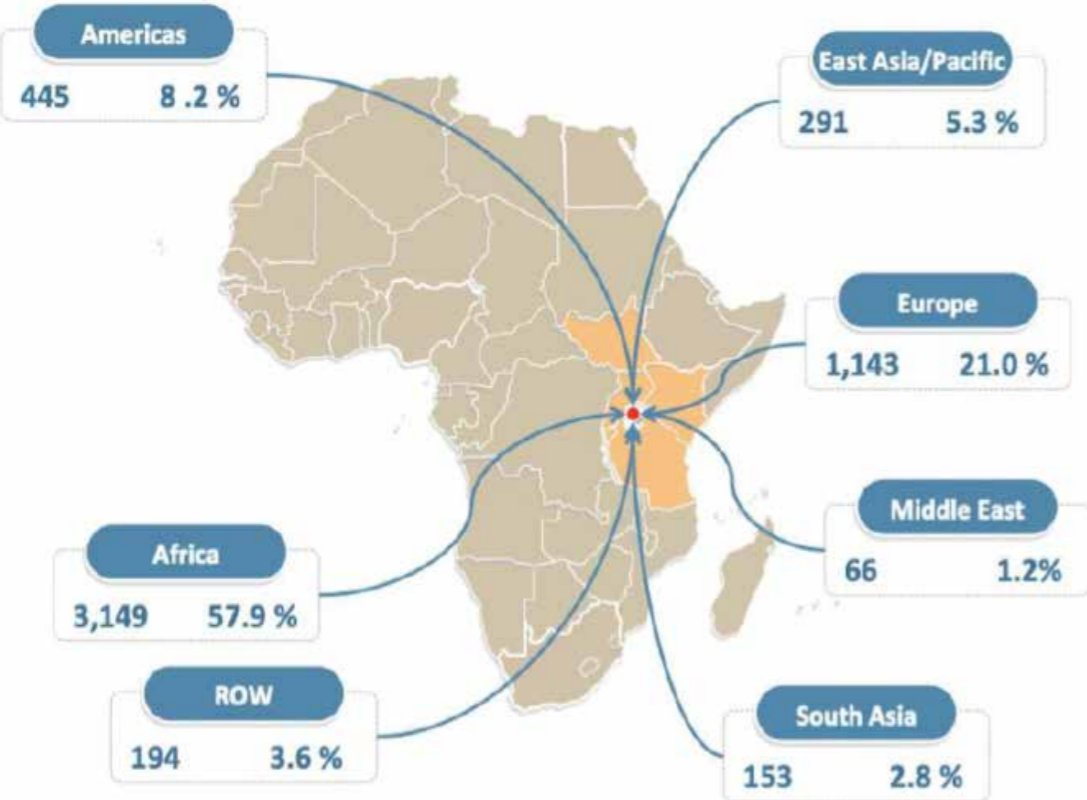 Americas
445 8.2 %
East Asia/Pacific
291 5.3 %
Europe
1,143 21.0 %
Middle East
66 1.2%
Africa
3,149 57.9 %
ROW
194 3.6 %
South Asia
153 2.8 %